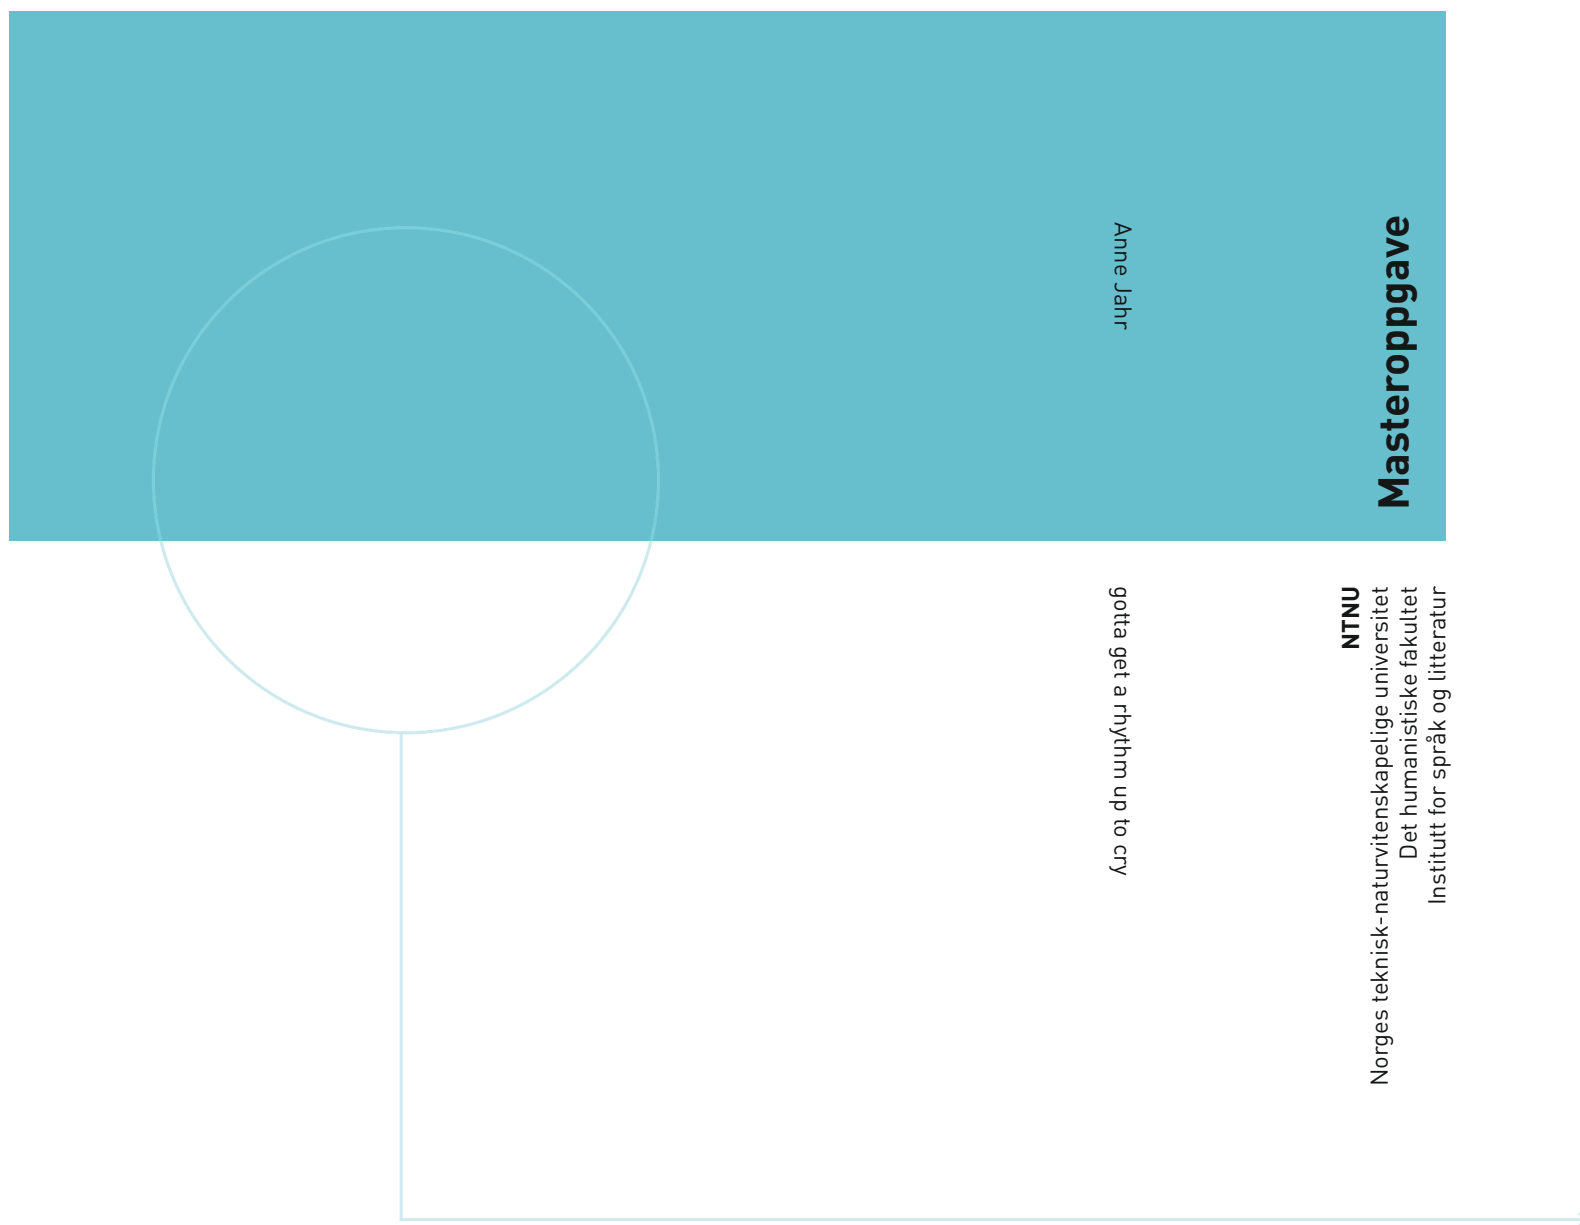 Anne Jahr
gotta get a rhythm up to cry
Masteroppgave
NTNU
Norges teknisk-naturvitenskapelige universitet
Det humanistiske fakultet
Institutt for språk og litteratur